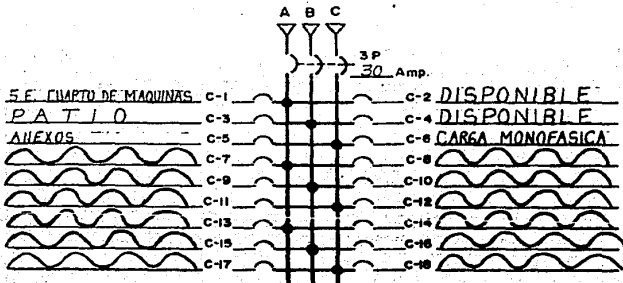 A B C
3P
30 Amp.
S.E. CUARTO DE MAQUINAS C-1 C-2 DISPONIBLE
PATIO C-3 C-4 DISPONIBLE
ANEXOS C-5 C-6 CARGA MONOFASICA
C-7 C-8
C-9 C-10
C-11 C-12
C-13 C-14
C-15 C-16
C-17 C-18